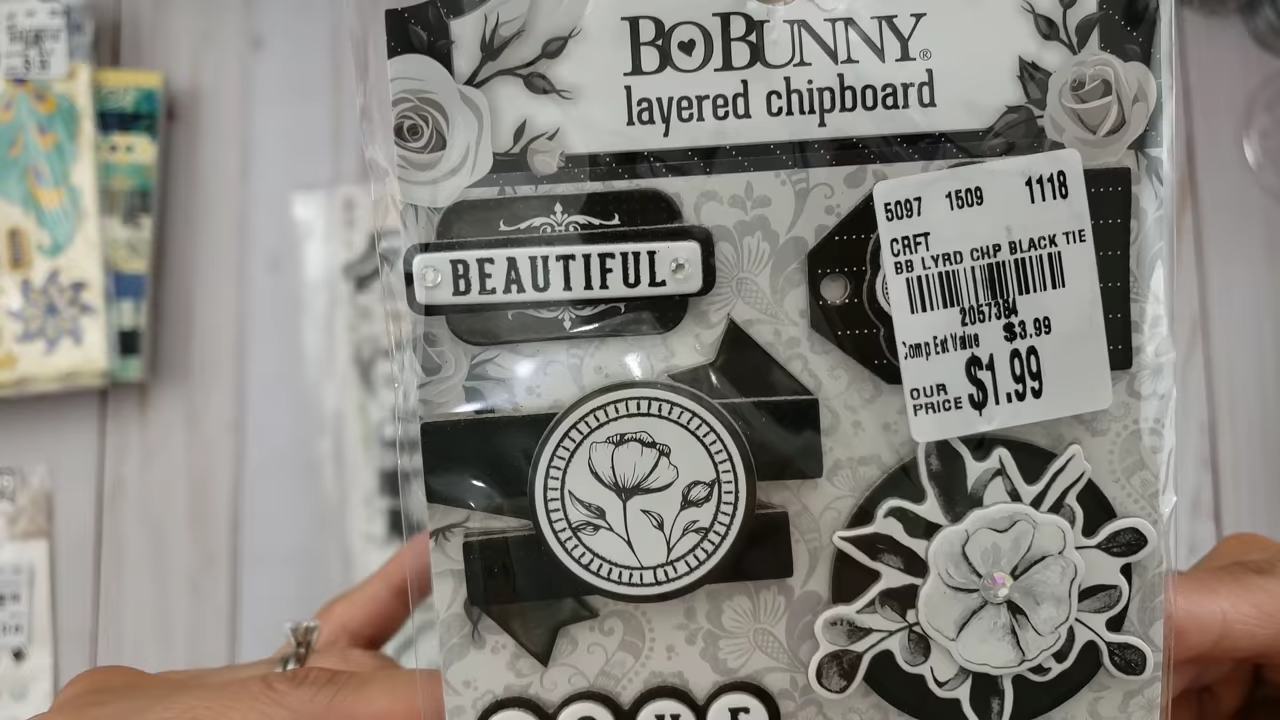 BOBUNNY®
layered chipboard
5097 1509 1118
CRFT
BB LYRD CHP BLACK TIE
2057384
Comp Est Value $3.99
OUR PRICE $1.99
BEAUTIFUL